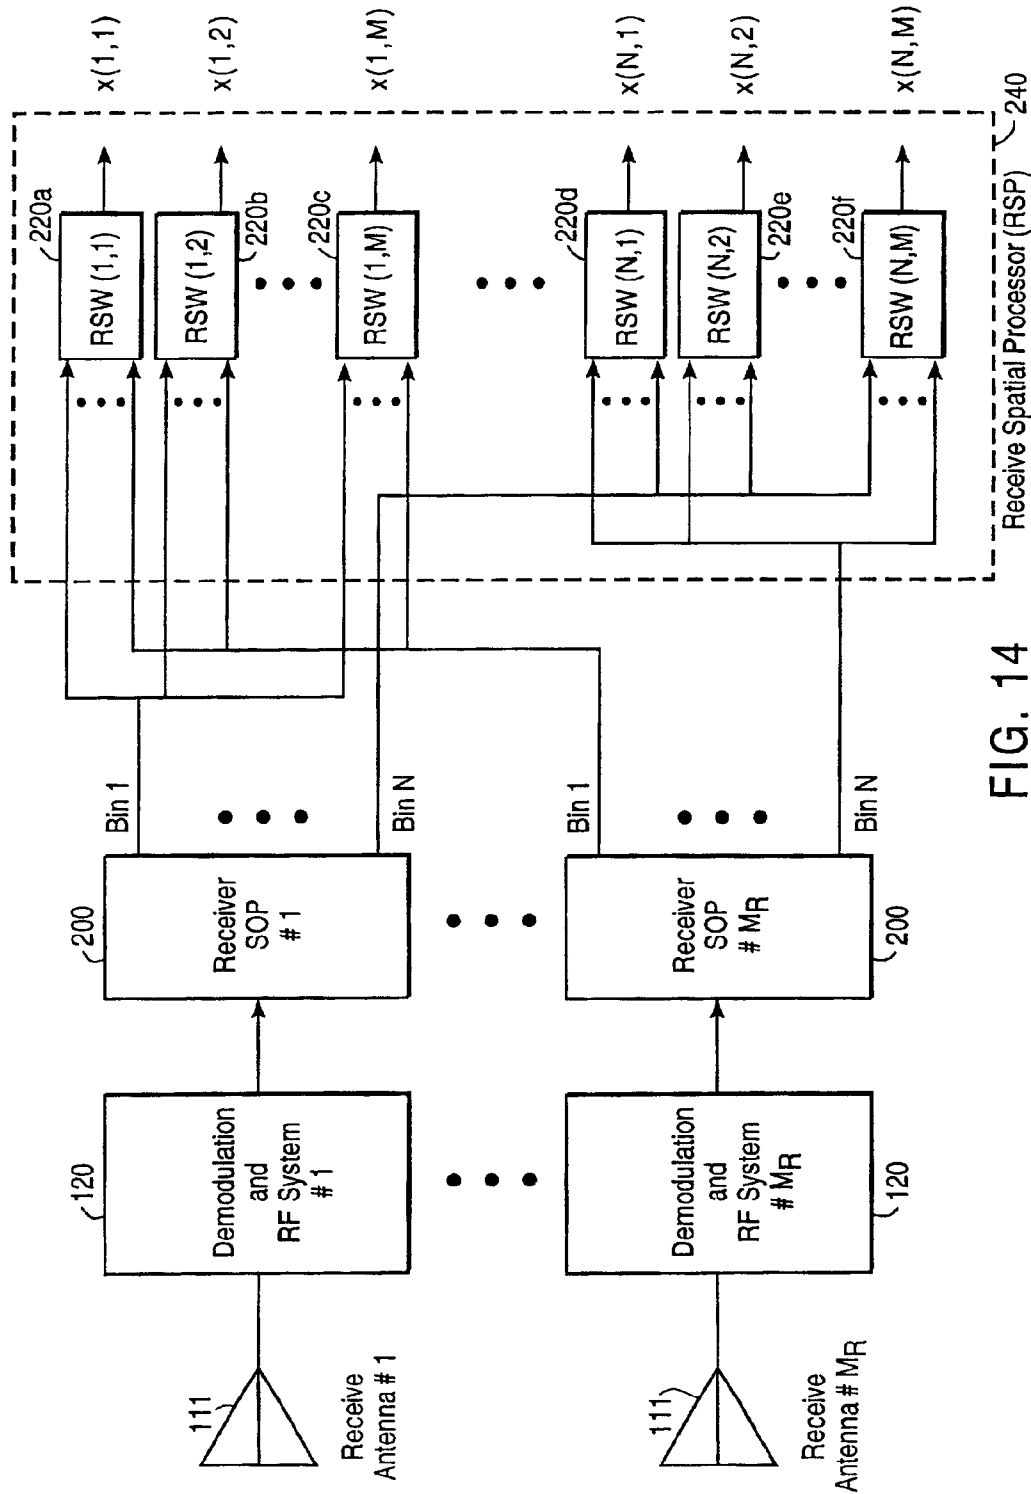 111
Receive
Antenna # 1
120
Demodulation
and
RF System
# 1
200
Receiver
SOP
# 1
Bin 1
Bin N
111
Receive
Antenna # MR
120
Demodulation
and
RF System
# MR
200
Receiver
SOP
# MR
Bin 1
Bin N
220a
RSW (1,1)
x(1,1)
RSW (1,2)
220b
x(1,2)
220c
RSW (1,M)
x(1,M)
220d
RSW (N,1)
x(N,1)
RSW (N,2)
220e
x(N,2)
220f
RSW (N,M)
x(N,M)
240
Receive Spatial Processor (RSP)
FIG. 14